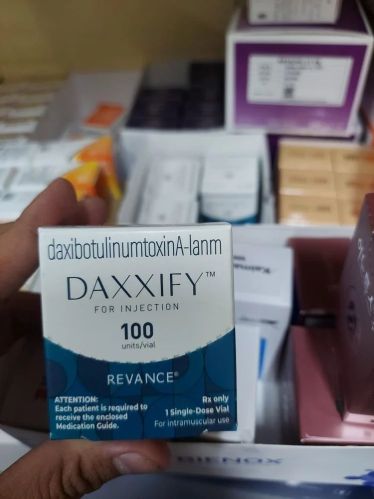 daxibotulinumtoxinA-lanm
DAXXIFY™
FOR INJECTION
100
units/vial
REVANCE®
ATTENTION:
Each patient is required to
receive the enclosed
Medication Guide.
Rx only
1 Single-Dose Vial
For intramuscular use
BIENOX